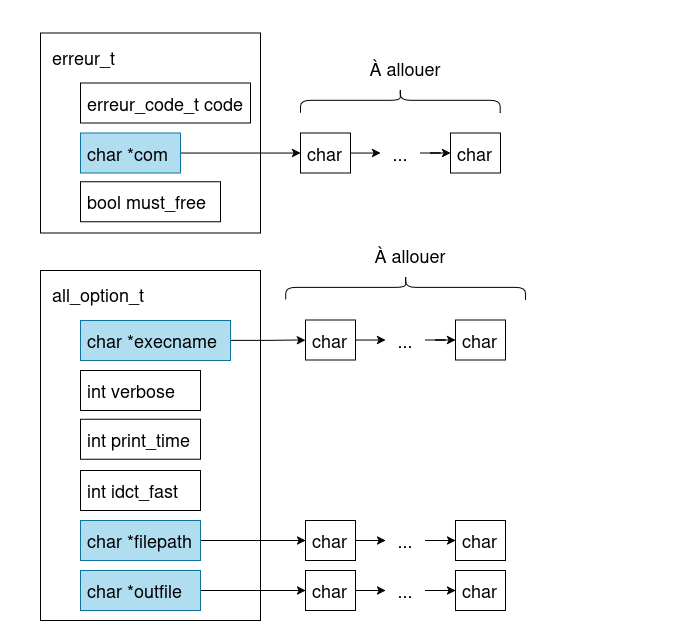 erreur_t
À allouer
erreur_code_t code
char *com
char ... char
bool must_free
À allouer
all_option_t
char *execname
char ... char
int verbose
int print_time
int idct_fast
char *filepath
char ... char
char *outfile
char ... char